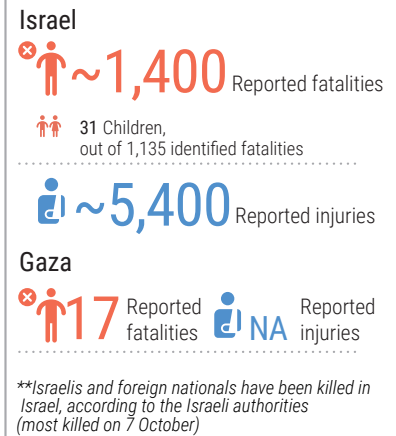 Israel
~1,400 Reported fatalities
31 Children,
out of 1,135 identified fatalities
~5,400 Reported injuries
Gaza
17 Reported fatalities NA Reported injuries
**Israelis and foreign nationals have been killed in
Israel, according to the Israeli authorities
(most killed on 7 October)